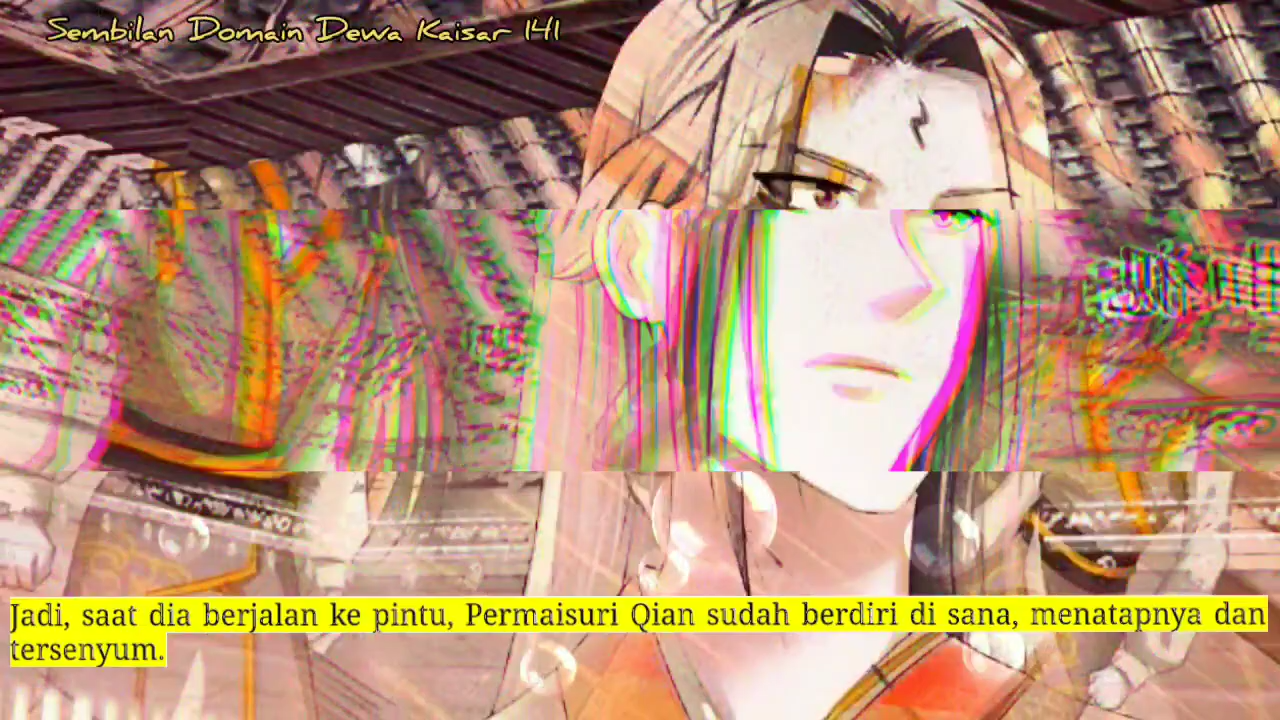 Sembilan Domain Dewa Kaisar 141
Jadi, saat dia berjalan ke pintu, Permaisuri Qian sudah berdiri di sana, menatapnya dan
tersenyum.